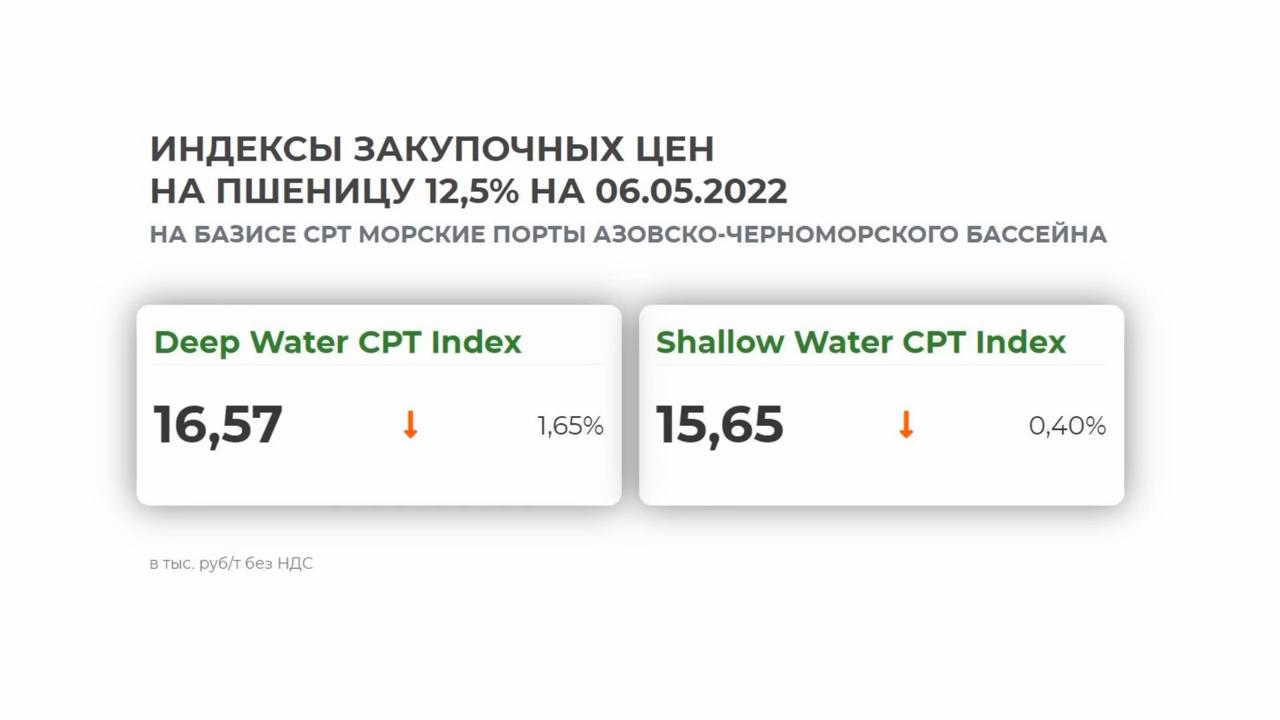 ИНДЕКСЫ ЗАКУПОЧНЫХ ЦЕН
НА ПШЕНИЦУ 12,5% НА 06.05.2022
НА БАЗИСЕ CPT МОРСКИЕ ПОРТЫ АЗОВСКО-ЧЕРНОМОРСКОГО БАССЕЙНА
Deep Water CPT Index
16,57 ↓ 1,65%
Shallow Water CPT Index
15,65 ↓ 0,40%
в тыс. руб/т без НДС